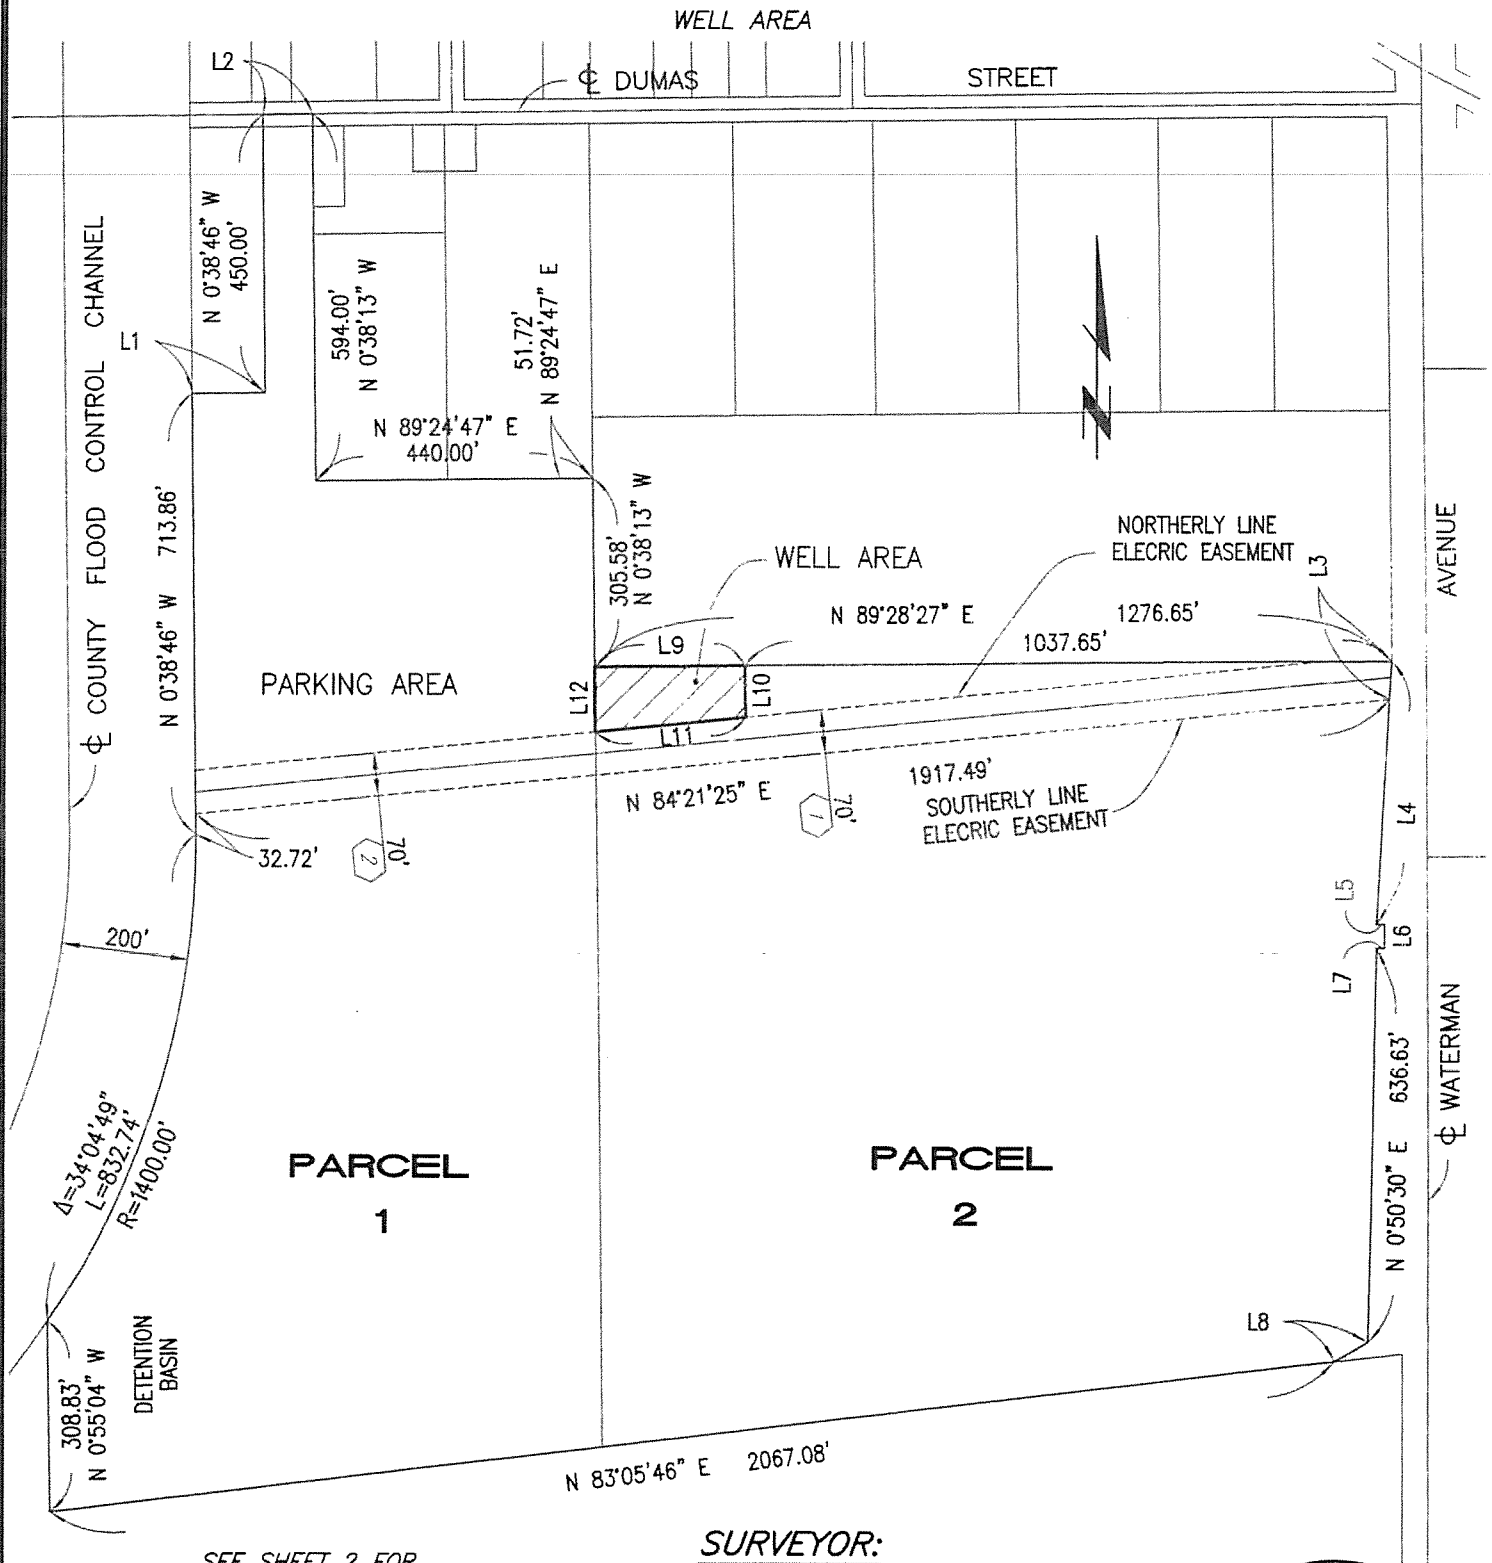 WELL AREA
L2
℄ DUMAS
STREET
N 0°38'46" W
450.00'
L1
℄ COUNTY FLOOD CONTROL CHANNEL
594.00'
N 0°38'13" W
51.72'
N 89°24'47" E
N 89°24'47" E
440.00'
N
N 0°38'46" W 713.86'
305.58'
N 0°38'13" W
NORTHERLY LINE
ELECRIC EASEMENT
L3
AVENUE
WELL AREA
N 89°28'27" E
1276.65'
1037.65'
L9
PARKING AREA
L12
L10
L11
1917.49'
N 84°21'25" E
SOUTHERLY LINE
ELECRIC EASEMENT
70'
1
70'
2
32.72'
L4
L5
L6
L7
200'
636.63'
N 0°50'30" E
℄ WATERMAN
Δ=34°04'49"
L=832.74'
R=1400.00'
PARCEL
1
PARCEL
2
L8
DETENTION
BASIN
308.83'
N 0°55'04" W
N 83°05'46" E 2067.08'
SURVEYOR:
SEE SHEET 2 FOR